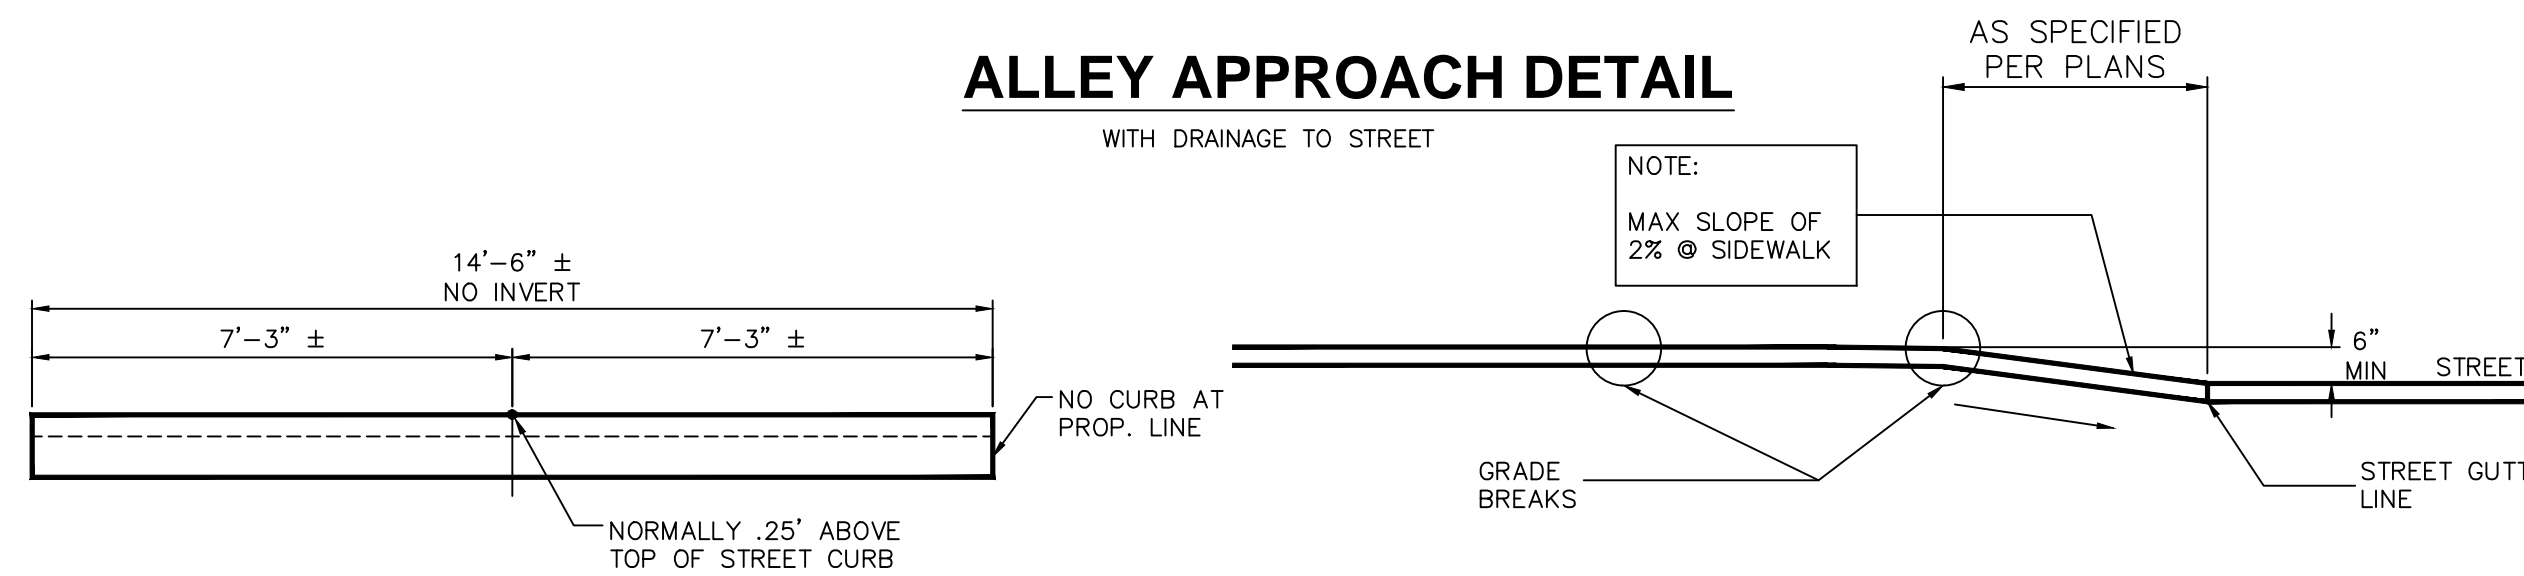 ALLEY APPROACH DETAIL
WITH DRAINAGE TO STREET
AS SPECIFIED
PER PLANS
NOTE:
MAX SLOPE OF
2% @ SIDEWALK
14'-6" ±
NO INVERT
7'-3" ±
7'-3" ±
NO CURB AT
PROP. LINE
NORMALLY .25' ABOVE
TOP OF STREET CURB
GRADE
BREAKS
6"
MIN
STREET
STREET GUTT
LINE